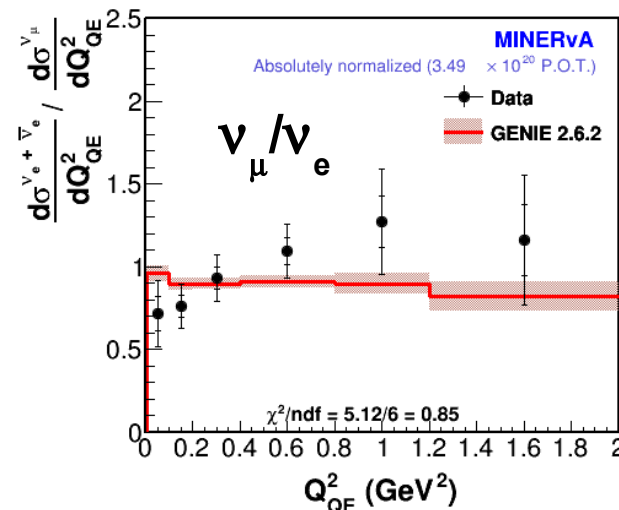 MINERvA
Absolutely normalized (3.49 × 10²⁰ P.O.T.)
Data
GENIE 2.6.2
ν_μ/ν_e
dσ^{ν_e + ν̅_e}/dQ²_QE / dσ^{ν_μ}/dQ²_QE
2.5
2
1.5
1
0.5
0
χ²/ndf = 5.12/6 = 0.85
0 0.2 0.4 0.6 0.8 1 1.2 1.4 1.6 1.8 2
Q²_QE (GeV²)